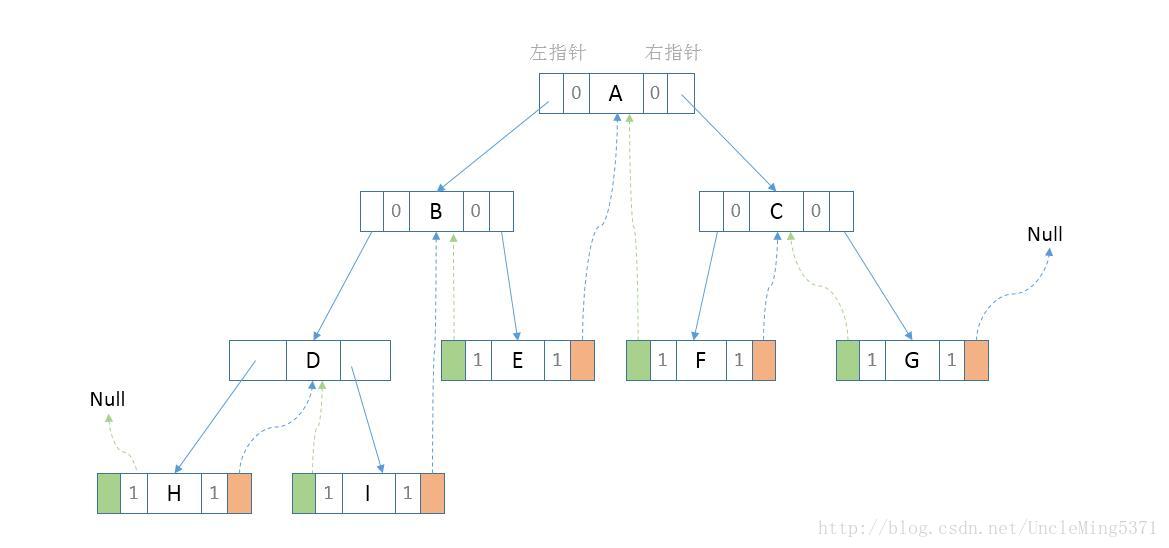 左指针 右指针
0 A 0
0 B 0
0 C 0
Null
D
1 E 1
1 F 1
1 G 1
Null
1 H 1
1 I 1
http://blog.csdn.net/UncleMing5371